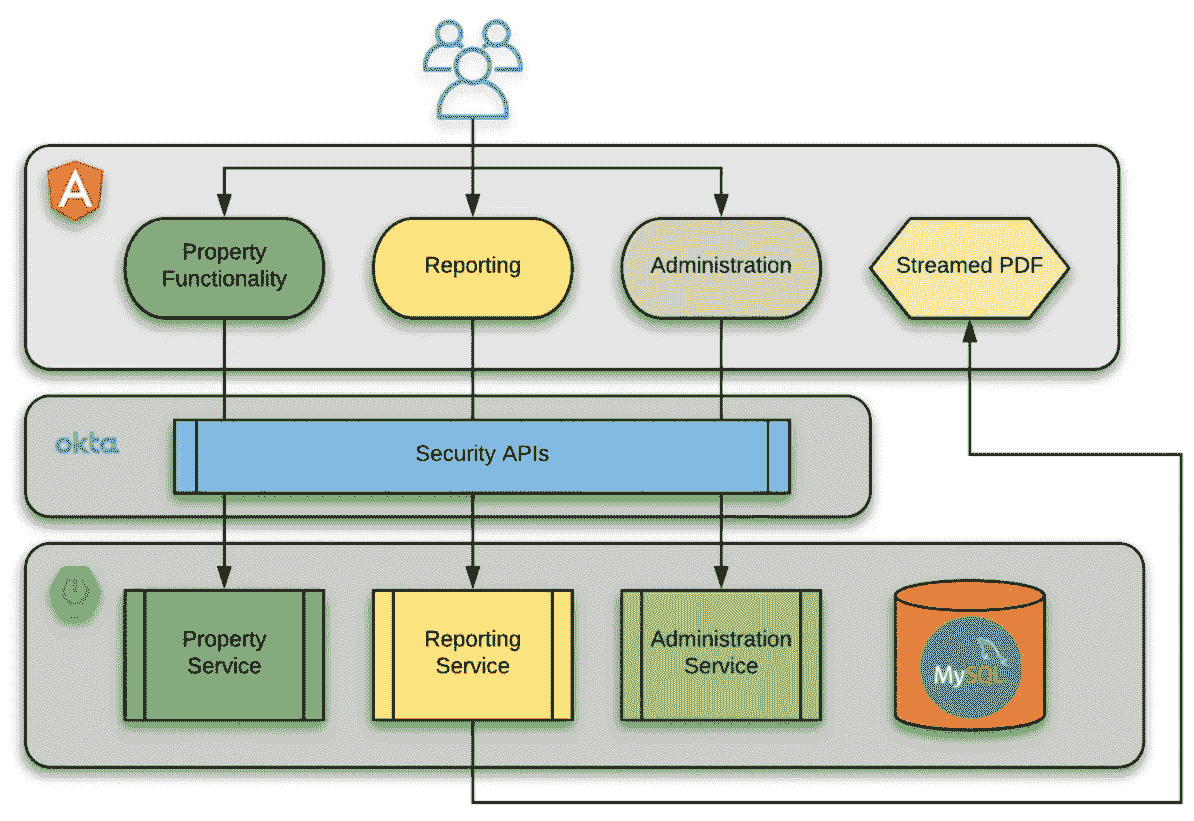 A
Property
Functionality
Reporting
Administration
Streamed PDF
okta
Security APIs
Property
Service
Reporting
Service
Administration
Service
MySQL